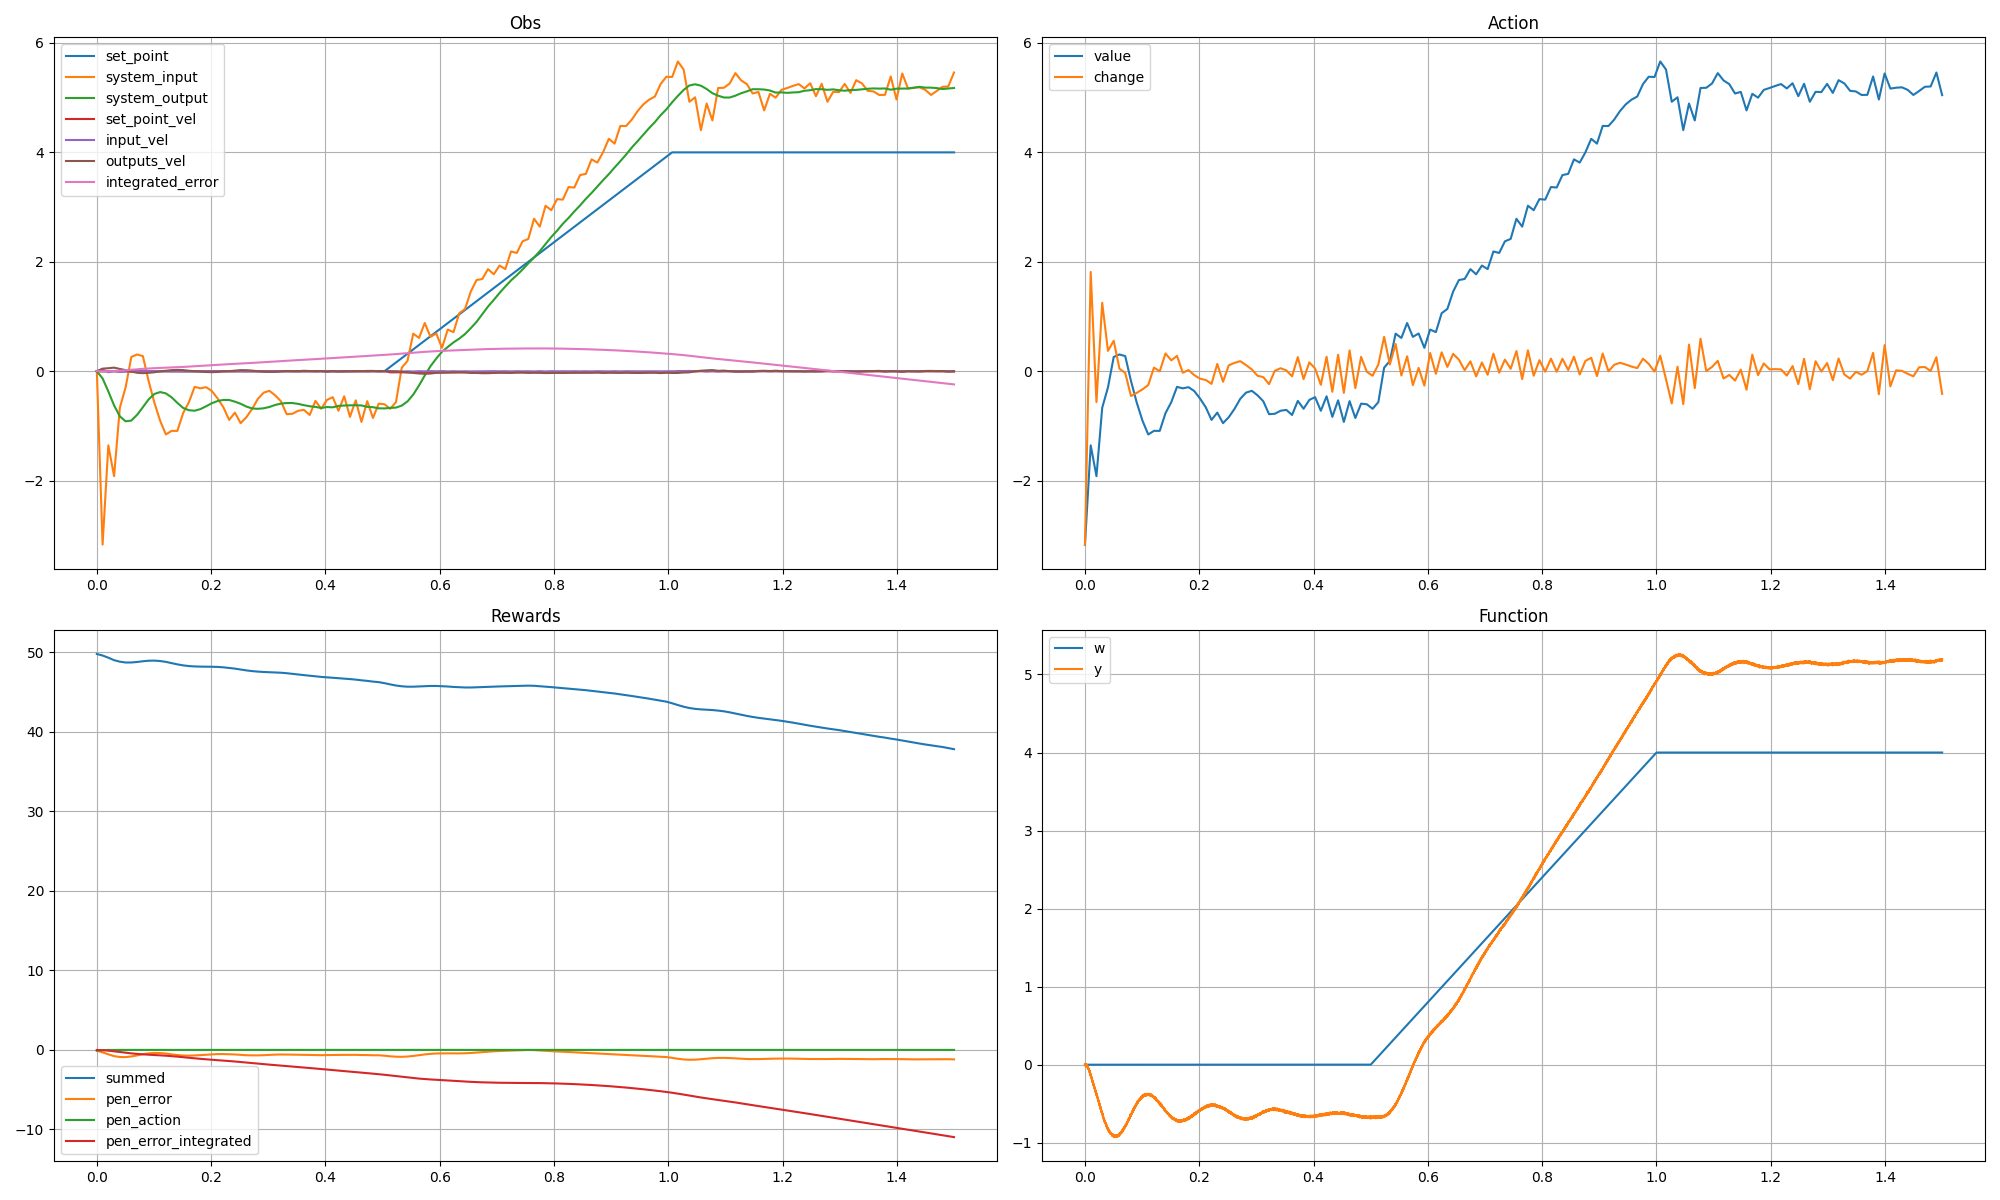 Obs
6
4
2
0
−2
0.0 0.2 0.4 0.6 0.8 1.0 1.2 1.4
set_point
system_input
system_output
set_point_vel
input_vel
outputs_vel
integrated_error
Action
6
4
2
0
−2
0.0 0.2 0.4 0.6 0.8 1.0 1.2 1.4
value
change
Rewards
50
40
30
20
10
0
−10
0.0 0.2 0.4 0.6 0.8 1.0 1.2 1.4
summed
pen_error
pen_action
pen_error_integrated
Function
5
4
3
2
1
0
−1
0.0 0.2 0.4 0.6 0.8 1.0 1.2 1.4
w
y